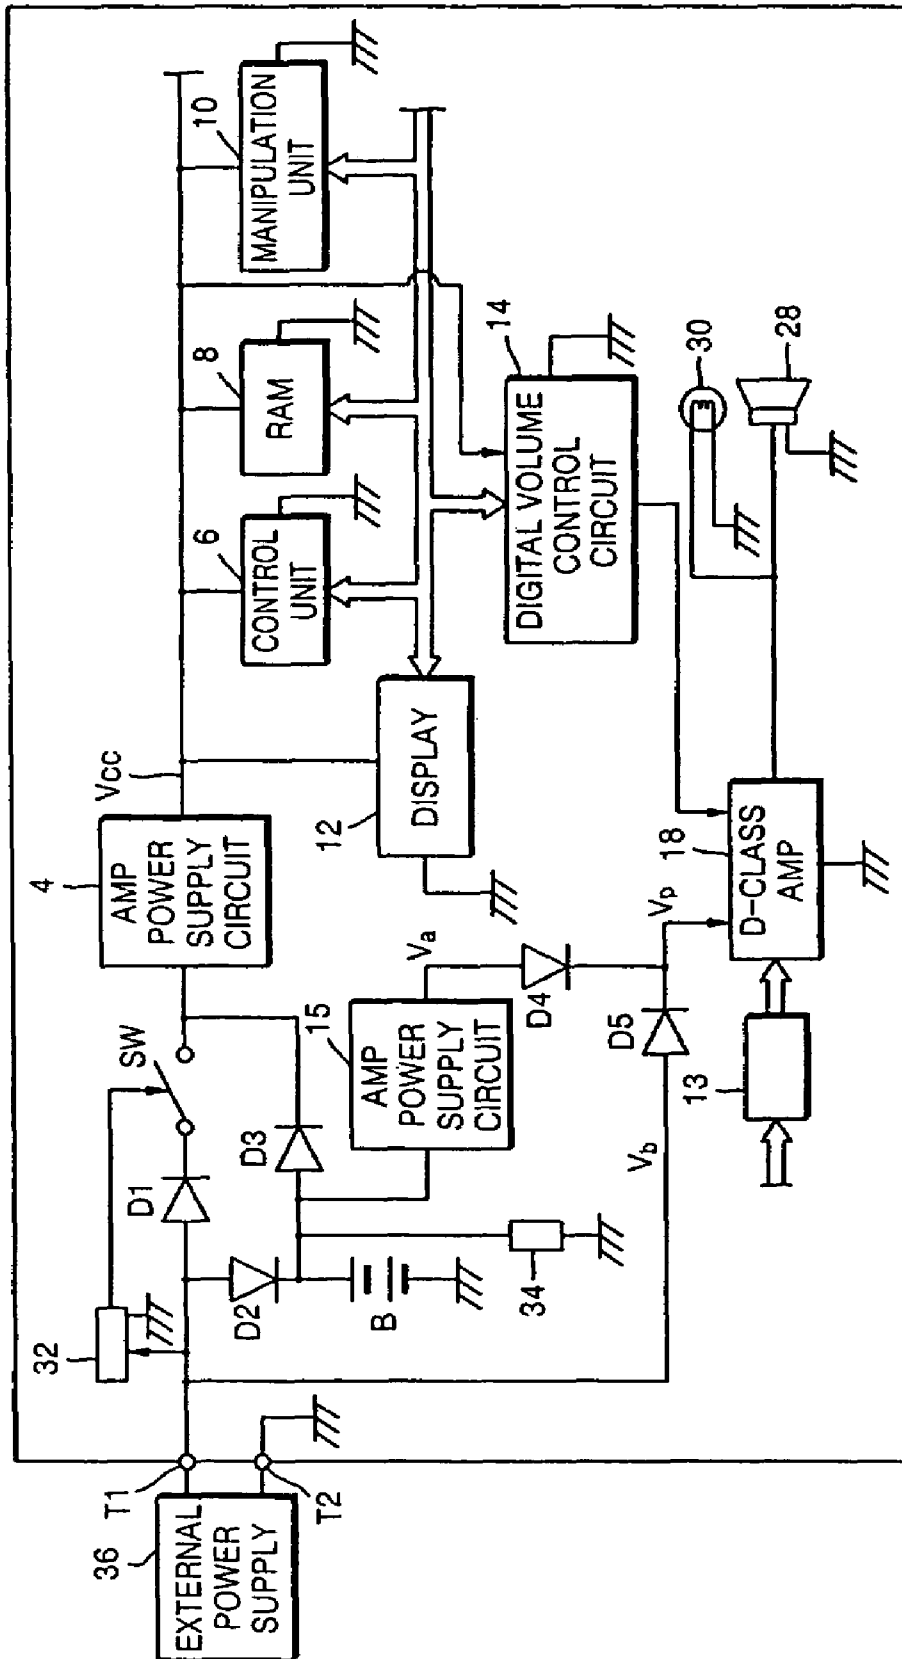 10
MANIPULATION
UNIT
8
RAM
6
CONTROL
UNIT
14
DIGITAL VOLUME
CONTROL
CIRCUIT
30
28
Vcc
12
DISPLAY
4
AMP
POWER
SUPPLY
CIRCUIT
18
D-CLASS
AMP
Va
Vp
SW
15
AMP
POWER
SUPPLY
CIRCUIT
D4
D5
13
D1
D3
Vb
D2
B
34
32
T1
T2
36
EXTERNAL
POWER
SUPPLY